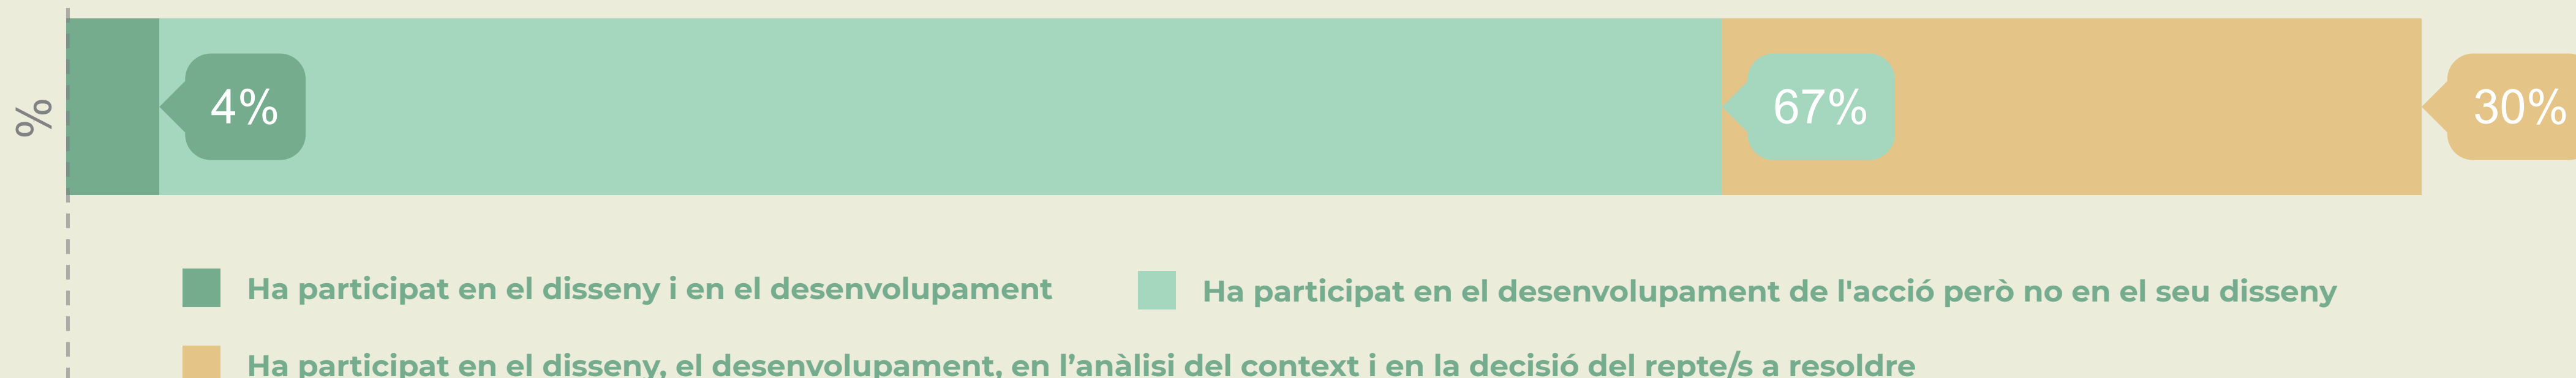 %
4%
67%
30%
Ha participat en el disseny i en el desenvolupament
Ha participat en el desenvolupament de l'acció però no en el seu disseny
Ha participat en el disseny, el desenvolupament, en l’anàlisi del context i en la decisió del repte/s a resoldre